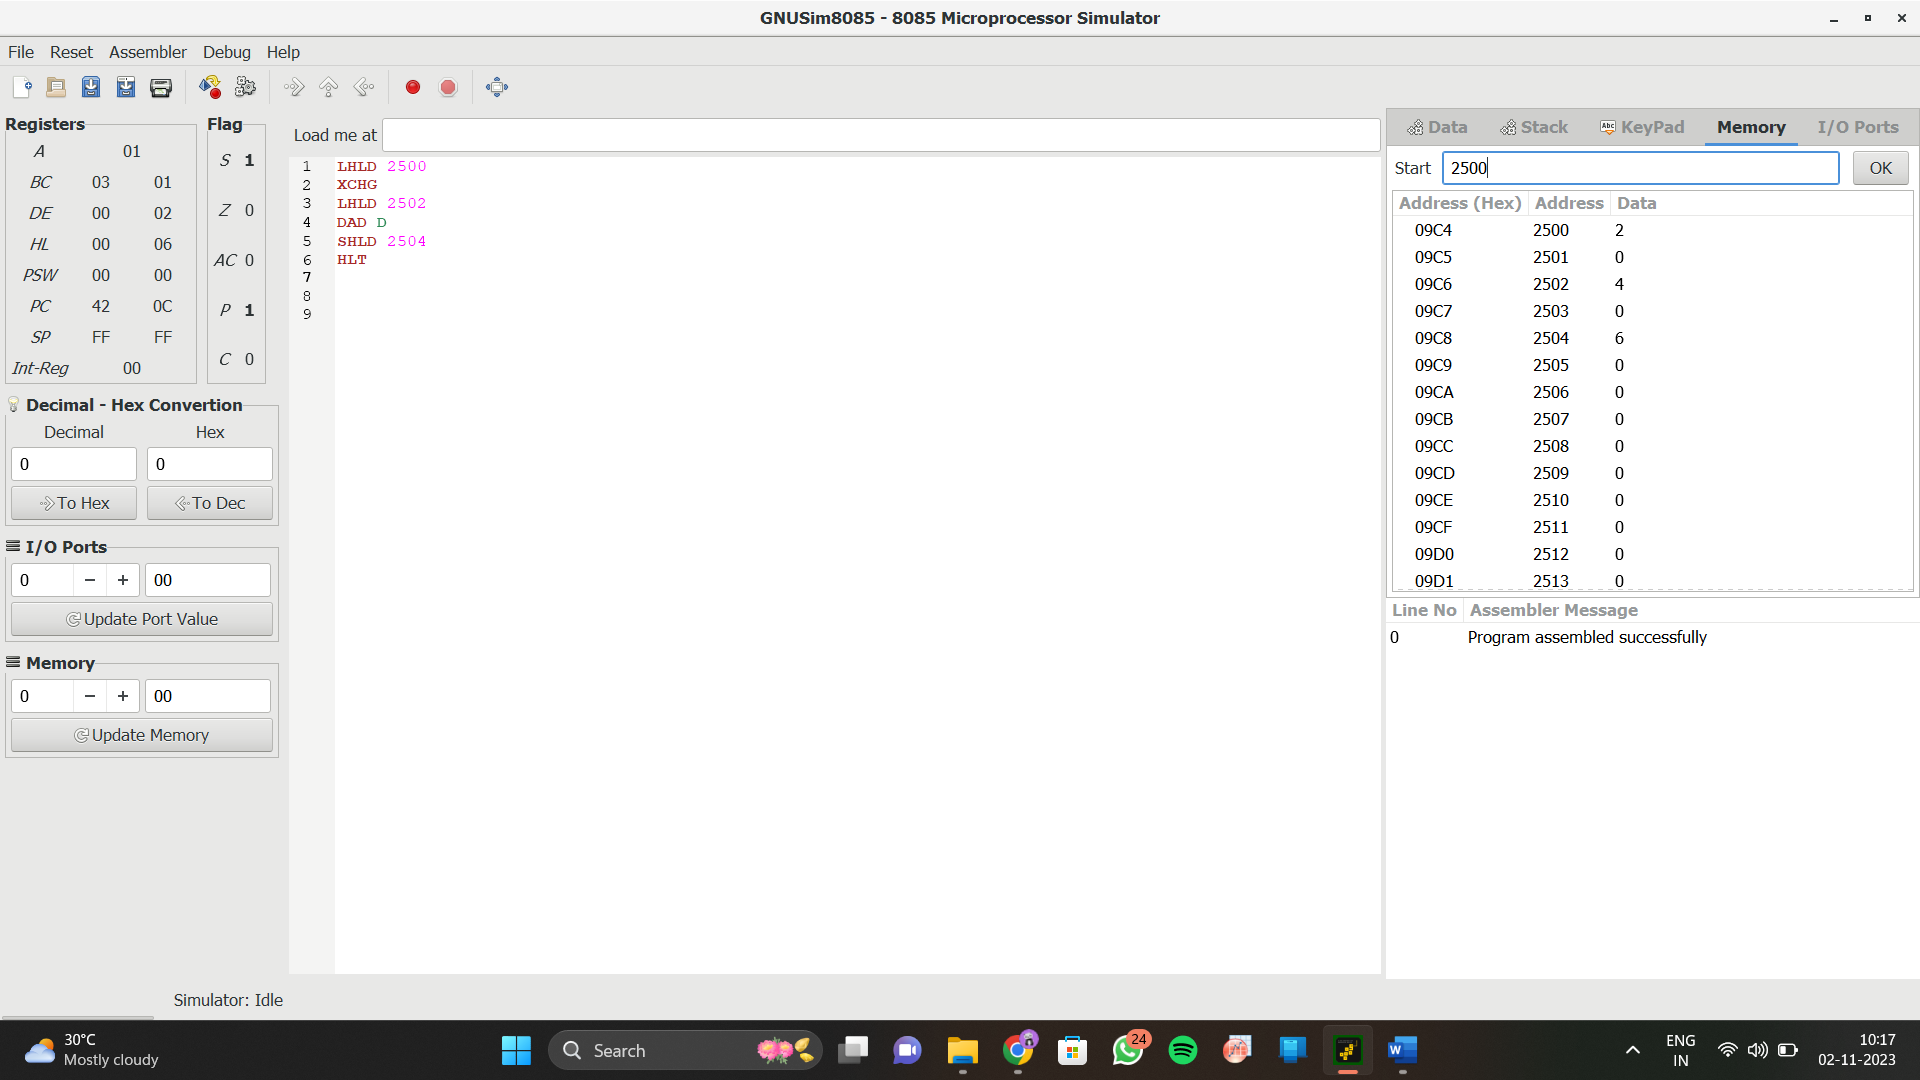 GNUSim8085 - 8085 Microprocessor Simulator
File Reset Assembler Debug Help
Registers
A 01
BC 03 01
DE 00 02
HL 00 06
PSW 00 00
PC 42 0C
SP FF FF
Int-Reg 00
Flag
S 1
Z 0
AC 0
P 1
C 0
Decimal - Hex Convertion
Decimal Hex
0 0
To Hex To Dec
I/O Ports
0 − + 00
Update Port Value
Memory
0 − + 00
Update Memory
Load me at
1 LHLD 2500
2 XCHG
3 LHLD 2502
4 DAD D
5 SHLD 2504
6 HLT
7
8
9
Data Stack Abc KeyPad Memory I/O Ports
Start 2500 OK
Address (Hex) Address Data
09C4 2500 2
09C5 2501 0
09C6 2502 4
09C7 2503 0
09C8 2504 6
09C9 2505 0
09CA 2506 0
09CB 2507 0
09CC 2508 0
09CD 2509 0
09CE 2510 0
09CF 2511 0
09D0 2512 0
09D1 2513 0
Line No Assembler Message
0 Program assembled successfully
Simulator: Idle
30°C
Mostly cloudy
Search
24
W
ENG
IN
10:17
02-11-2023